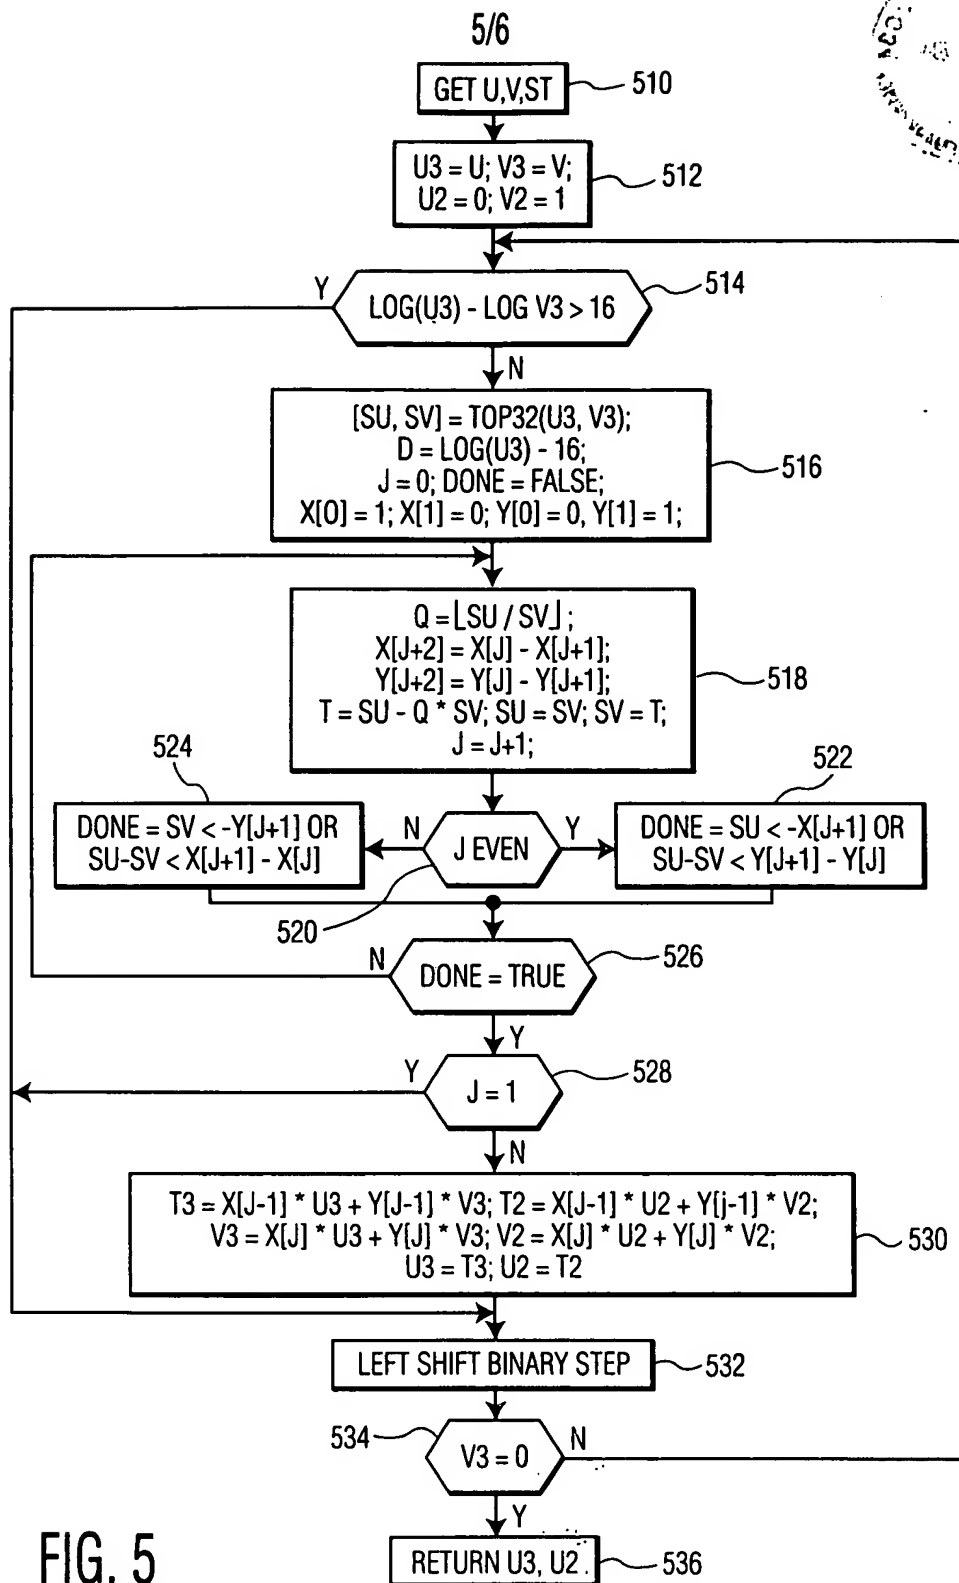 5/6
GET U,V,ST
510
U3 = U; V3 = V;
U2 = 0; V2 = 1
512
Y
LOG(U3) - LOG V3 > 16
514
N
[SU, SV] = TOP32(U3, V3);
D = LOG(U3) - 16;
J = 0; DONE = FALSE;
X[0] = 1; X[1] = 0; Y[0] = 0, Y[1] = 1;
516
Q = ⌊SU / SV⌋;
X[J+2] = X[J] - X[J+1];
Y[J+2] = Y[J] - Y[J+1];
T = SU - Q * SV; SU = SV; SV = T;
J = J+1;
518
524
522
DONE = SV < -Y[J+1] OR
SU-SV < X[J+1] - X[J]
N
J EVEN
Y
DONE = SU < -X[J+1] OR
SU-SV < Y[J+1] - Y[J]
520
N
DONE = TRUE
526
Y
Y
J = 1
528
N
T3 = X[J-1] * U3 + Y[J-1] * V3; T2 = X[J-1] * U2 + Y[j-1] * V2;
V3 = X[J] * U3 + Y[J] * V3; V2 = X[J] * U2 + Y[J] * V2;
U3 = T3; U2 = T2
530
LEFT SHIFT BINARY STEP
532
534
V3 = 0
N
Y
RETURN U3, U2
536
FIG. 5